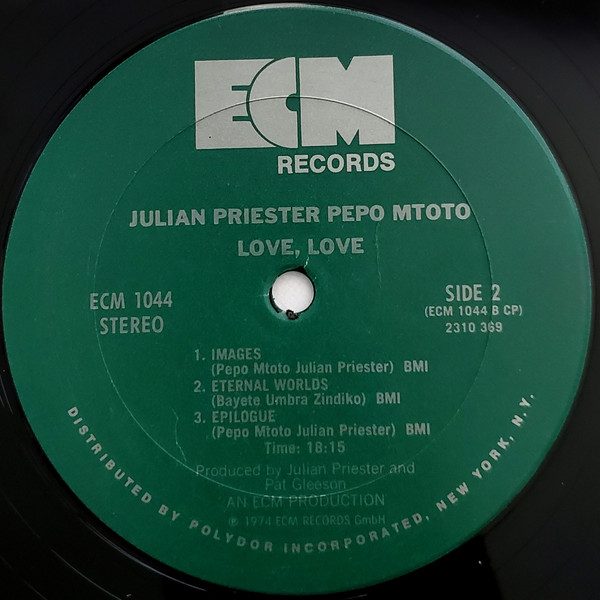 ECM
RECORDS
JULIAN PRIESTER PEPO MTOTO
LOVE, LOVE
ECM 1044
STEREO
SIDE 2
(ECM 1044 B CP)
2310 369
1. IMAGES
(Pepo Mtoto Julian Priester) BMI
2. ETERNAL WORLDS
(Bayete Umbra Zindiko) BMI
3. EPILOGUE
(Pepo Mtoto Julian Priester) BMI
Time: 18:15
Produced by Julian Priester and
Pat Gleeson
AN ECM PRODUCTION
℗ 1974 ECM RECORDS GmbH
DISTRIBUTED BY POLYDOR INCORPORATED, NEW YORK, N.Y.